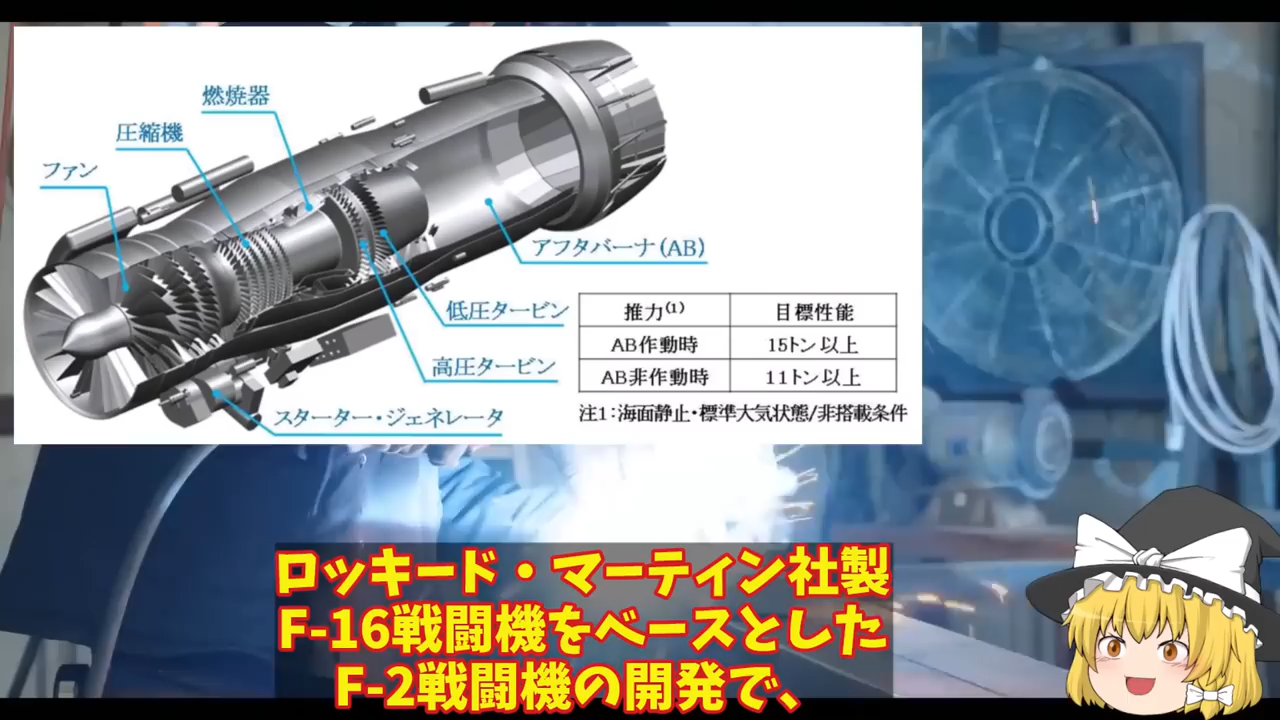 燃焼器
圧縮機
ファン
アフタバーナ(AB)
低圧タービン
高圧タービン
スターター・ジェネレータ
推力(1) 目標性能
AB作動時 15トン以上
AB非作動時 11トン以上
注1:海面静止・標準大気状態/非搭載条件
ロッキード・マーティン社製
F-16戦闘機をベースとした
F-2戦闘機の開発で、